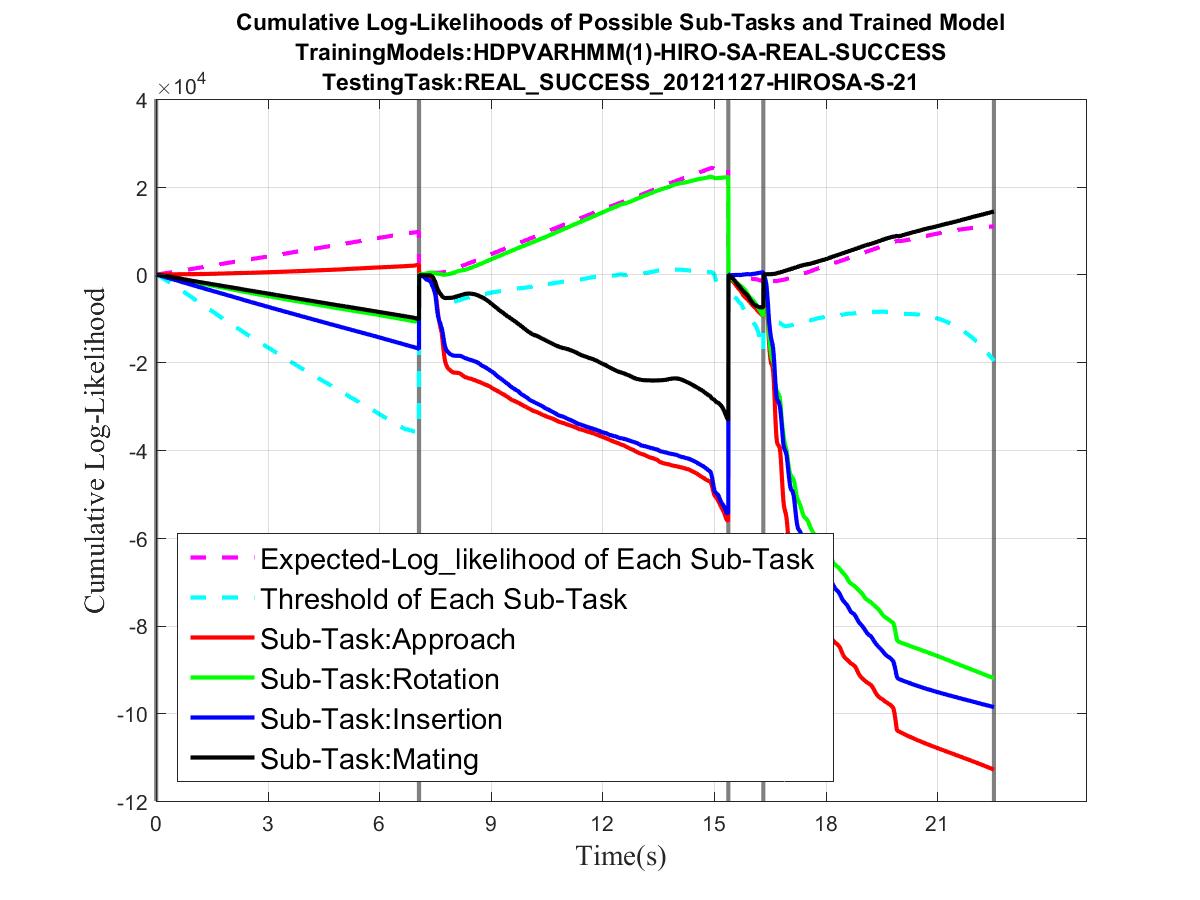 Cumulative Log-Likelihoods of Possible Sub-Tasks and Trained Model
TrainingModels:HDPVARHMM(1)-HIRO-SA-REAL-SUCCESS
TestingTask:REAL_SUCCESS_20121127-HIROSA-S-21
×10⁴
4
2
0
-2
-4
-6
-8
-10
-12
Cumulative Log-Likelihood
Expected-Log_likelihood of Each Sub-Task
Threshold of Each Sub-Task
Sub-Task:Approach
Sub-Task:Rotation
Sub-Task:Insertion
Sub-Task:Mating
0 3 6 9 12 15 18 21
Time(s)